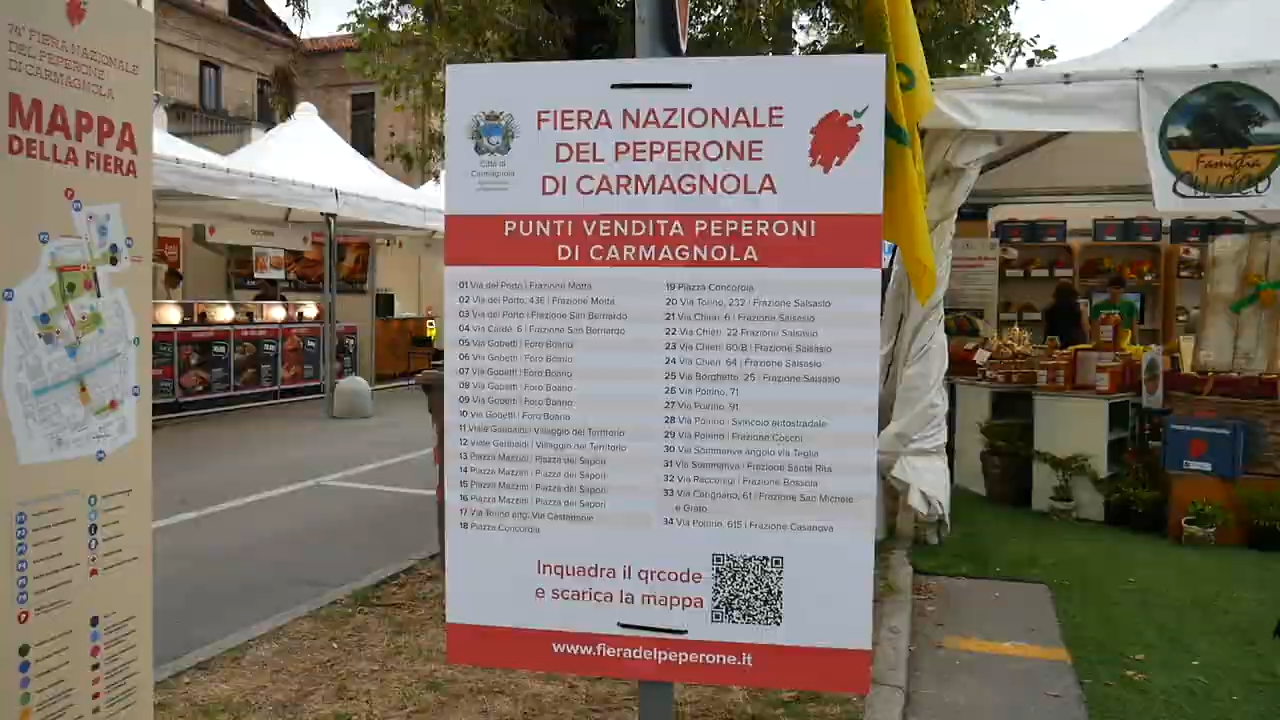 74ª FIERA NAZIONALE
DEL PEPERONE
DI CARMAGNOLA
MAPPA
DELLA FIERA
Città di
Carmagnola
FIERA NAZIONALE
DEL PEPERONE
DI CARMAGNOLA
PUNTI VENDITA PEPERONI
DI CARMAGNOLA
01 Via del Porto | Frazione Motta
02 Via del Porto, 436 | Frazione Motta
03 Via del Porto | Frazione San Bernardo
04 Via Caldè, 6 | Frazione San Bernardo
05 Via Gobetti | Foro Boario
06 Via Gobetti | Foro Boario
07 Via Gobetti | Foro Boario
08 Via Gobetti | Foro Boario
09 Via Gobetti | Foro Boario
10 Via Gobetti | Foro Boario
11 Viale Garibaldi | Villaggio del Territorio
12 Viale Garibaldi | Villaggio del Territorio
13 Piazza Mazzini | Piazza dei Sapori
14 Piazza Mazzini | Piazza dei Sapori
15 Piazza Mazzini | Piazza dei Sapori
16 Piazza Mazzini | Piazza dei Sapori
17 Via Torino ang. Via Castagnole
18 Piazza Concordia
19 Piazza Concordia
20 Via Torino, 232 | Frazione Salsasio
21 Via Chieri, 6 | Frazione Salsasio
22 Via Chieri, 22 Frazione Salsasio
23 Via Chieri 60/B | Frazione Salsasio
24 Via Chieri, 64 | Frazione Salsasio
25 Via Borghetto, 25 | Frazione Salsasio
26 Via Poirino, 71
27 Via Poirino, 91
28 Via Poirino | Svincolo autostradale
29 Via Poirino | Frazione Cocchi
30 Via Sommariva angolo via Teglia
31 Via Sommariva | Frazione Santa Rita
32 Via Racconigi | Frazione Bossola
33 Via Carignano, 61 | Frazione San Michele
e Grato
34 Via Poirino, 615 | Frazione Casanova
Inquadra il qrcode
e scarica la mappa
www.fieradelpeperone.it
Famiglia